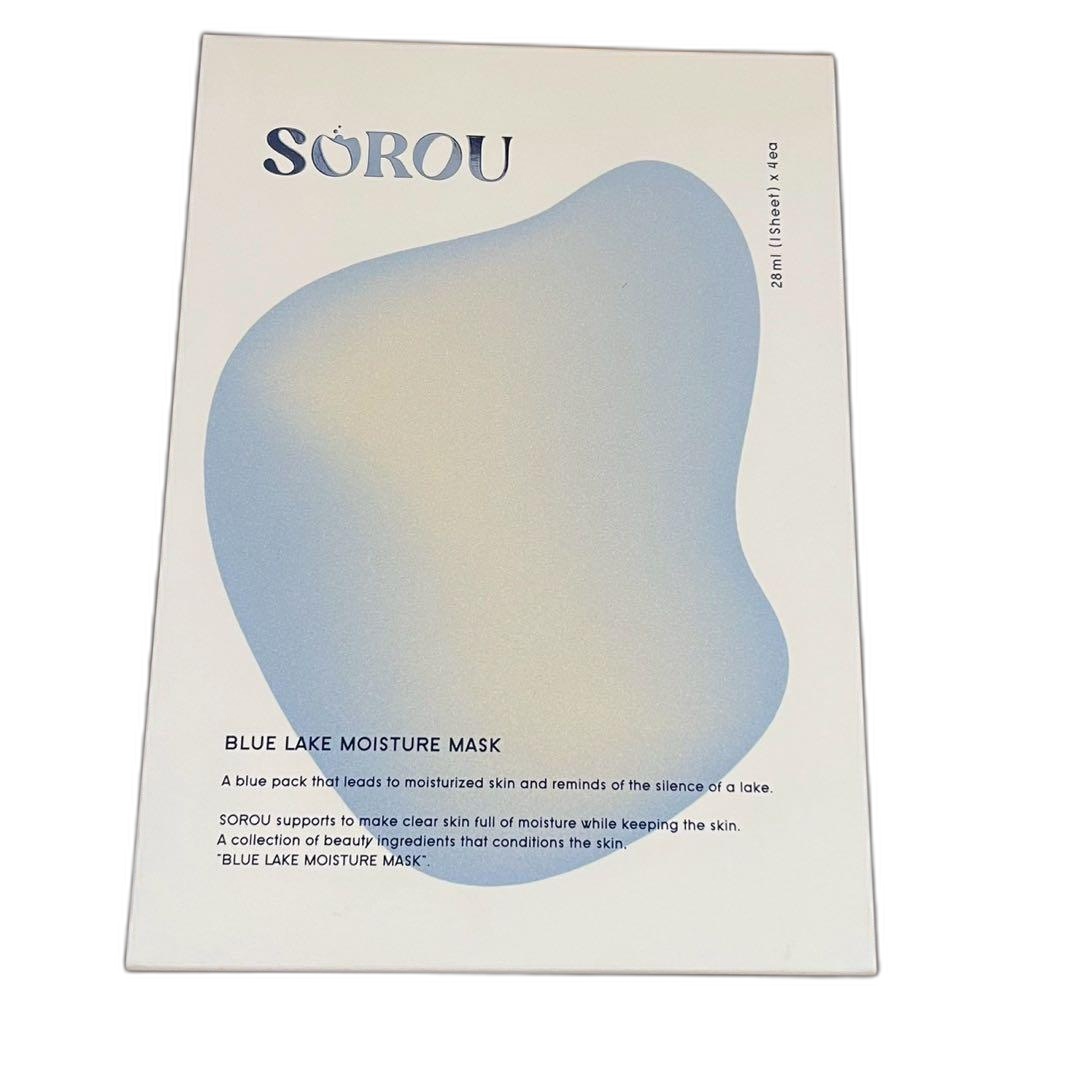 SOROU
28ml (1Sheet) x 4ea
BLUE LAKE MOISTURE MASK
A blue pack that leads to moisturized skin and reminds of the silence of a lake.
SOROU supports to make clear skin full of moisture while keeping the skin.
A collection of beauty ingredients that conditions the skin,
"BLUE LAKE MOISTURE MASK".